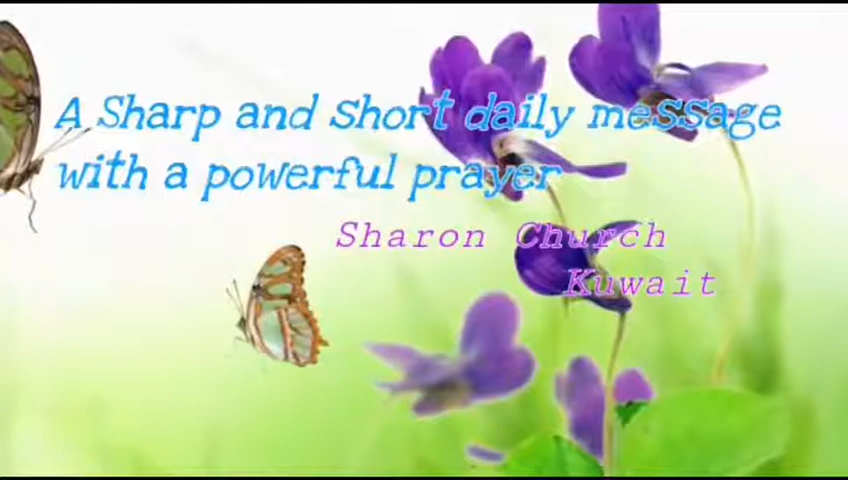 A Sharp and short daily message
with a powerful prayer
Sharon Church
Kuwait